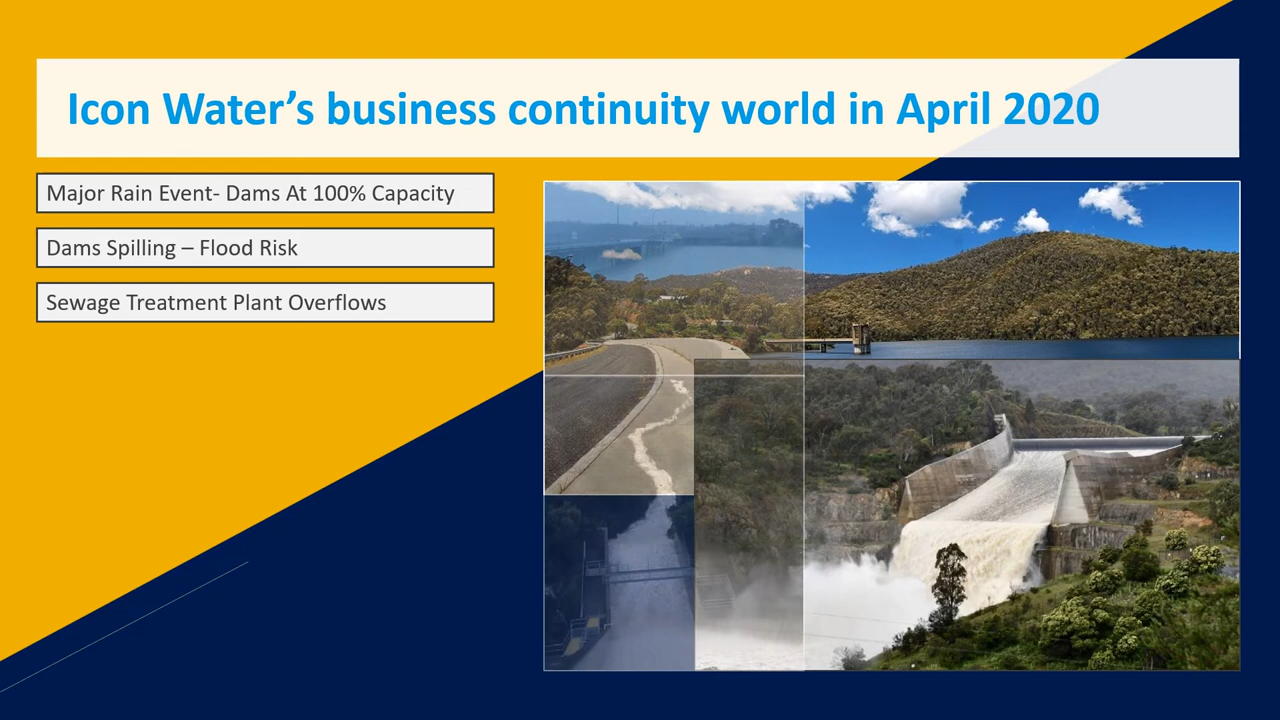 Icon Water’s business continuity world in April 2020
Major Rain Event- Dams At 100% Capacity
Dams Spilling – Flood Risk
Sewage Treatment Plant Overflows